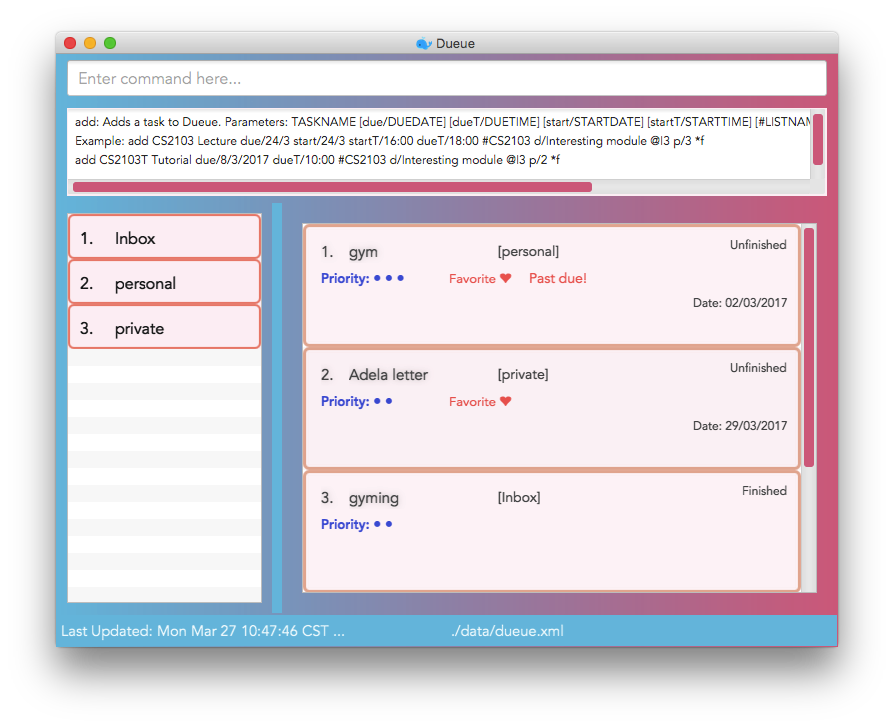 Dueue
Enter command here...
add: Adds a task to Dueue. Parameters: TASKNAME [due/DUEDATE] [dueT/DUETIME] [start/STARTDATE] [startT/STARTTIME] [#LISTNAM
Example: add CS2103 Lecture due/24/3 start/24/3 startT/16:00 dueT/18:00 #CS2103 d/Interesting module @I3 p/3 *f
add CS2103T Tutorial due/8/3/2017 dueT/10:00 #CS2103 d/Interesting module @I3 p/2 *f
1. Inbox
2. personal
3. private
1. gym [personal] Unfinished
Priority: ● ● ● Favorite ♥ Past due!
Date: 02/03/2017
2. Adela letter [private] Unfinished
Priority: ● ● Favorite ♥
Date: 29/03/2017
3. gyming [Inbox] Finished
Priority: ● ●
Last Updated: Mon Mar 27 10:47:46 CST ... ./data/dueue.xml